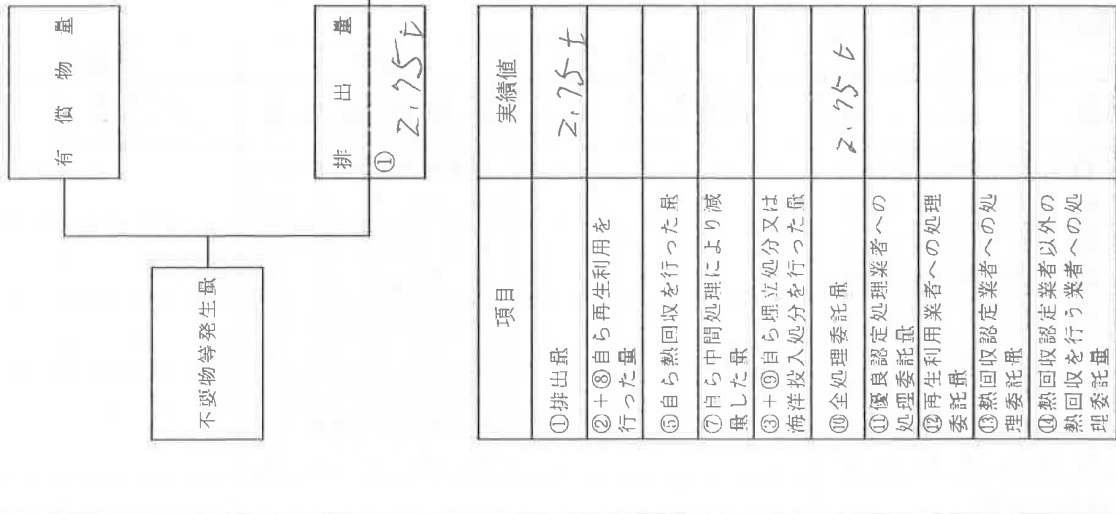 有償物量
不要物等発生量
排出量
① 2.75t
項目
実績値
①排出量
2.75t
②+⑧自ら再生利用を
行った量
⑤自ら熱回収を行った量
⑦自ら中間処理により減
量した量
③+⑨自ら埋立処分又は
海洋投入処分を行った量
⑩全処理委託量
2.75t
⑪優良認定処理業者への
処理委託量
⑫再生利用業者への処理
委託量
⑬熱回収認定業者への処
理委託量
⑭熱回収認定業者以外の
熱回収を行う業者への処
理委託量